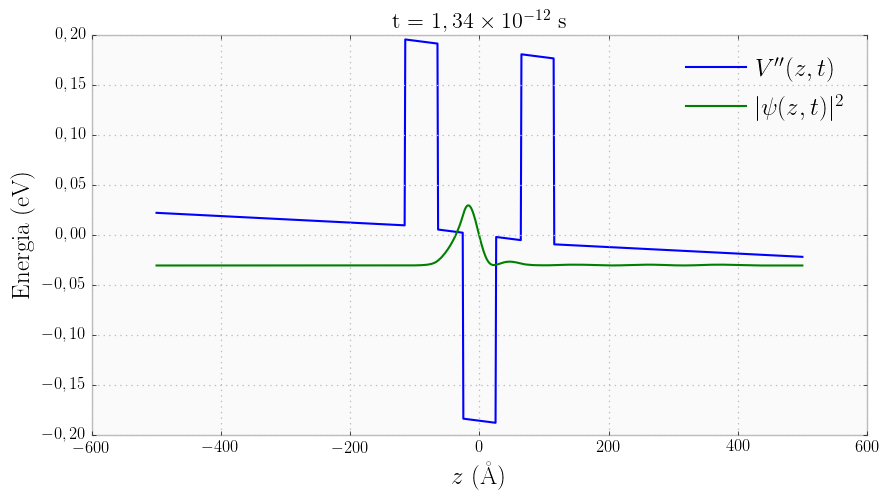 t = 1, 34 × 10⁻¹² s
V′′(z, t)
|ψ(z, t)|²
Energia (eV)
0, 20
0, 15
0, 10
0, 05
0, 00
−0, 05
−0, 10
−0, 15
−0, 20
−600 −400 −200 0 200 400 600
z (Å)